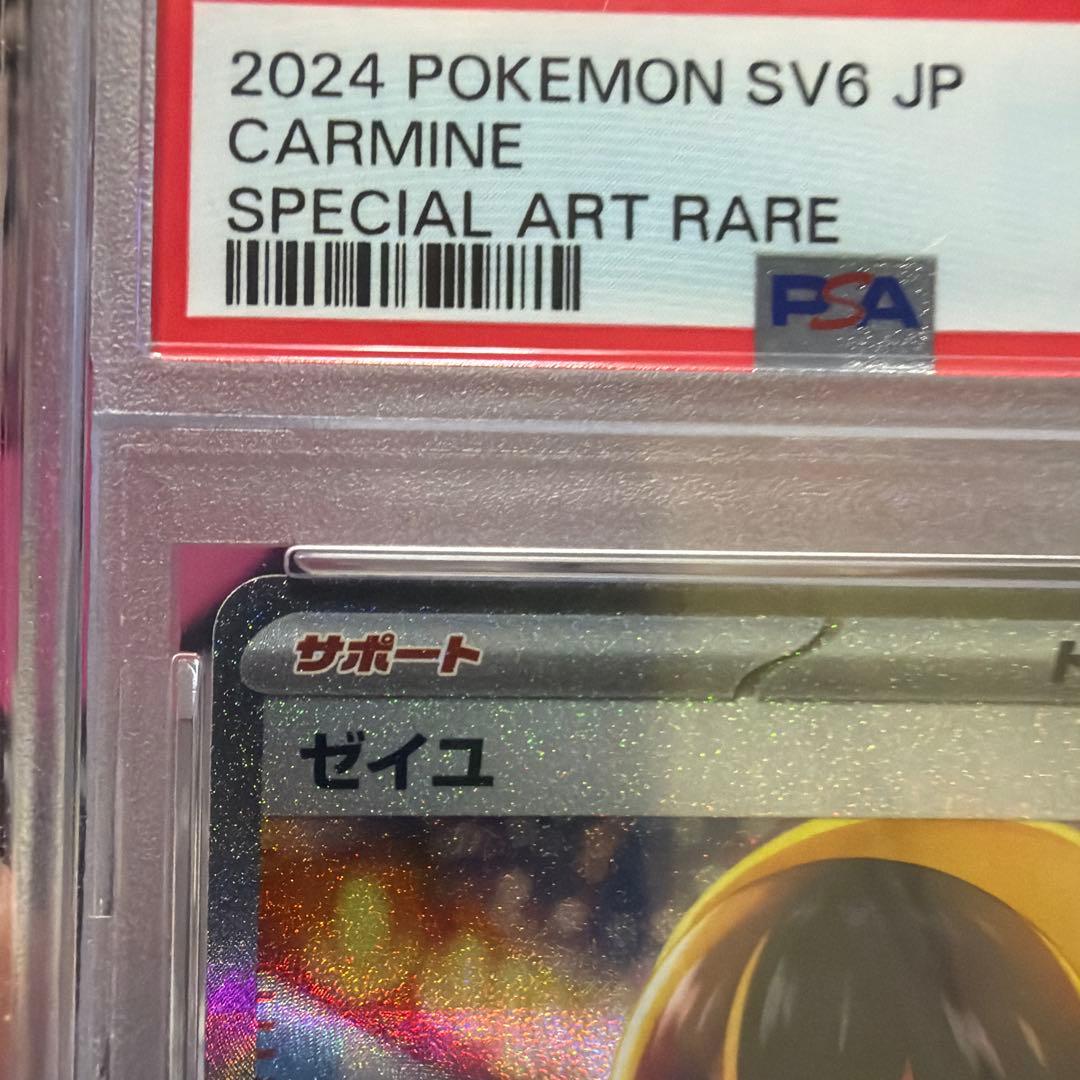 2024 POKEMON SV6 JP
CARMINE
SPECIAL ART RARE
PSA
サポート
ゼイユ